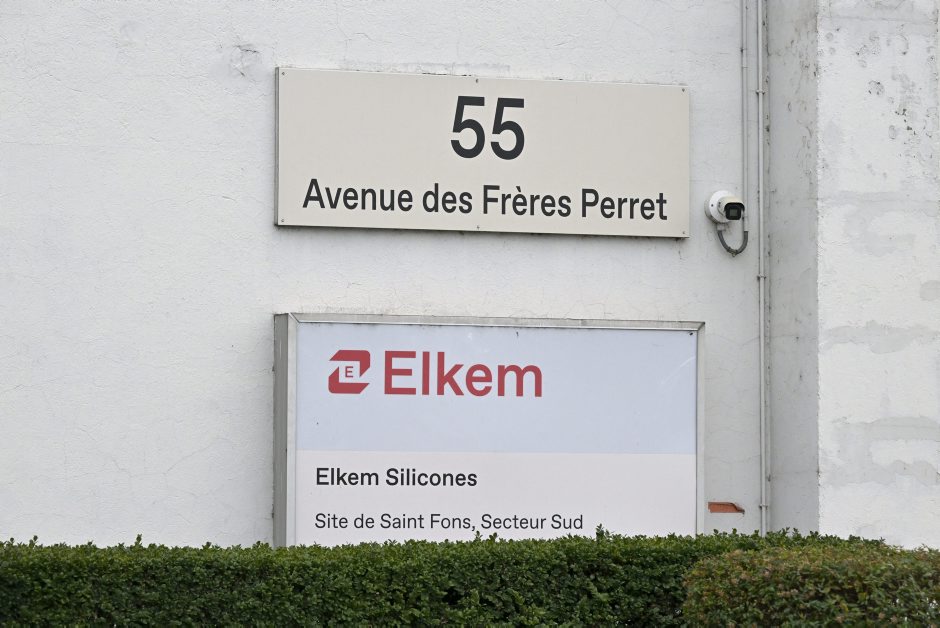 55
Avenue des Frères Perret
E Elkem
Elkem Silicones
Site de Saint Fons, Secteur Sud